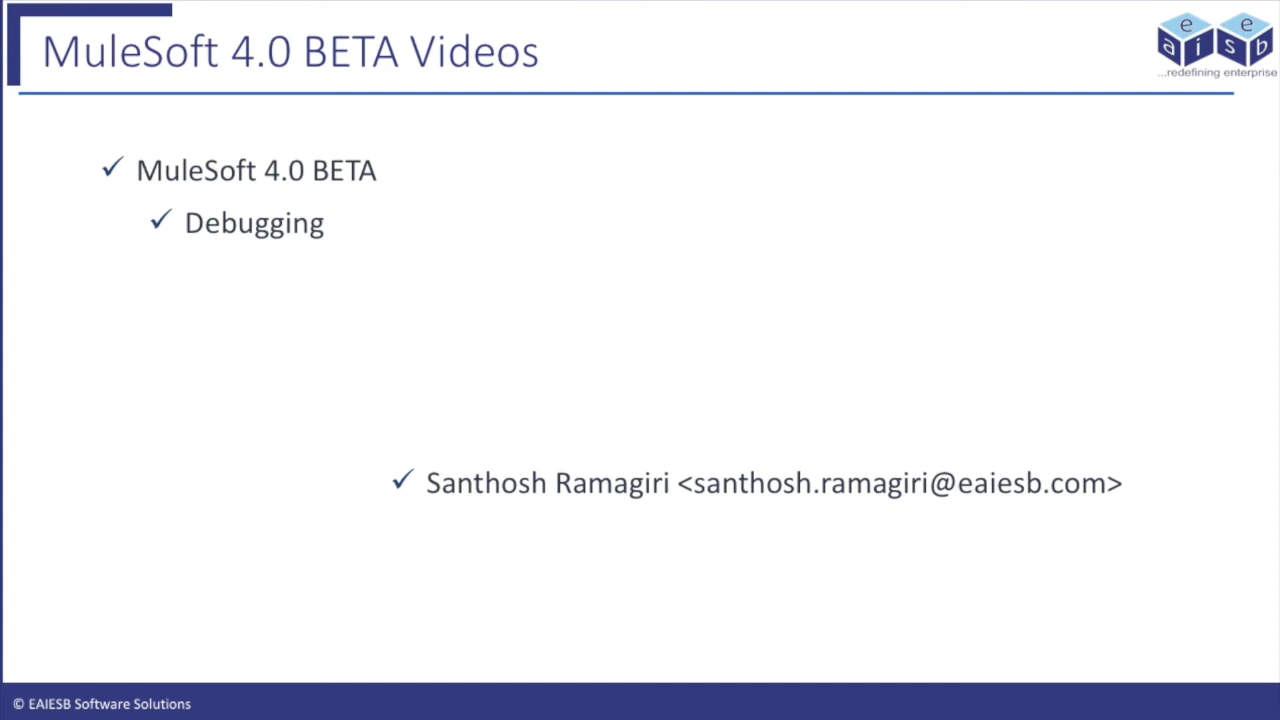 MuleSoft 4.0 BETA Videos
e e
a i s b
...redefining enterprise
✓ MuleSoft 4.0 BETA
✓ Debugging
✓ Santhosh Ramagiri <santhosh.ramagiri@eaiesb.com>
© EAIESB Software Solutions